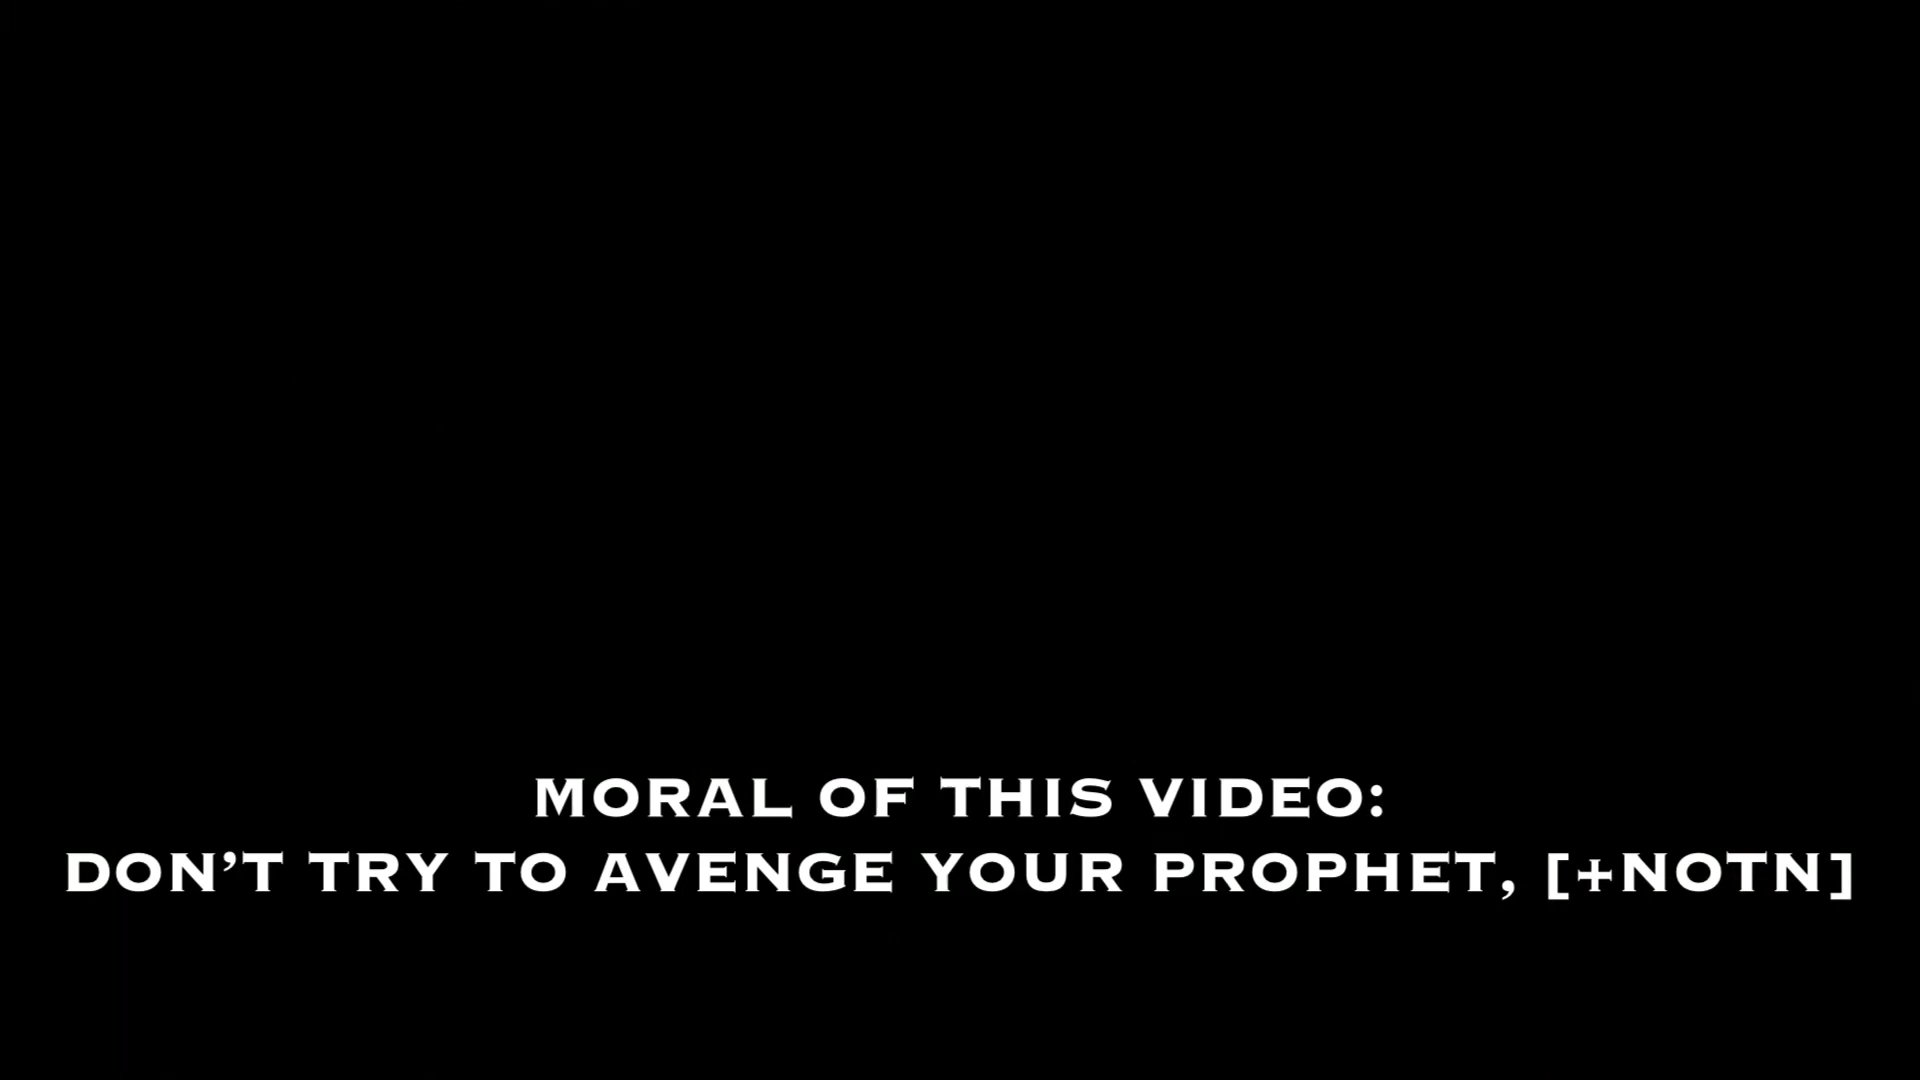 MORAL OF THIS VIDEO:
DON’T TRY TO AVENGE YOUR PROPHET, [+NOTN]